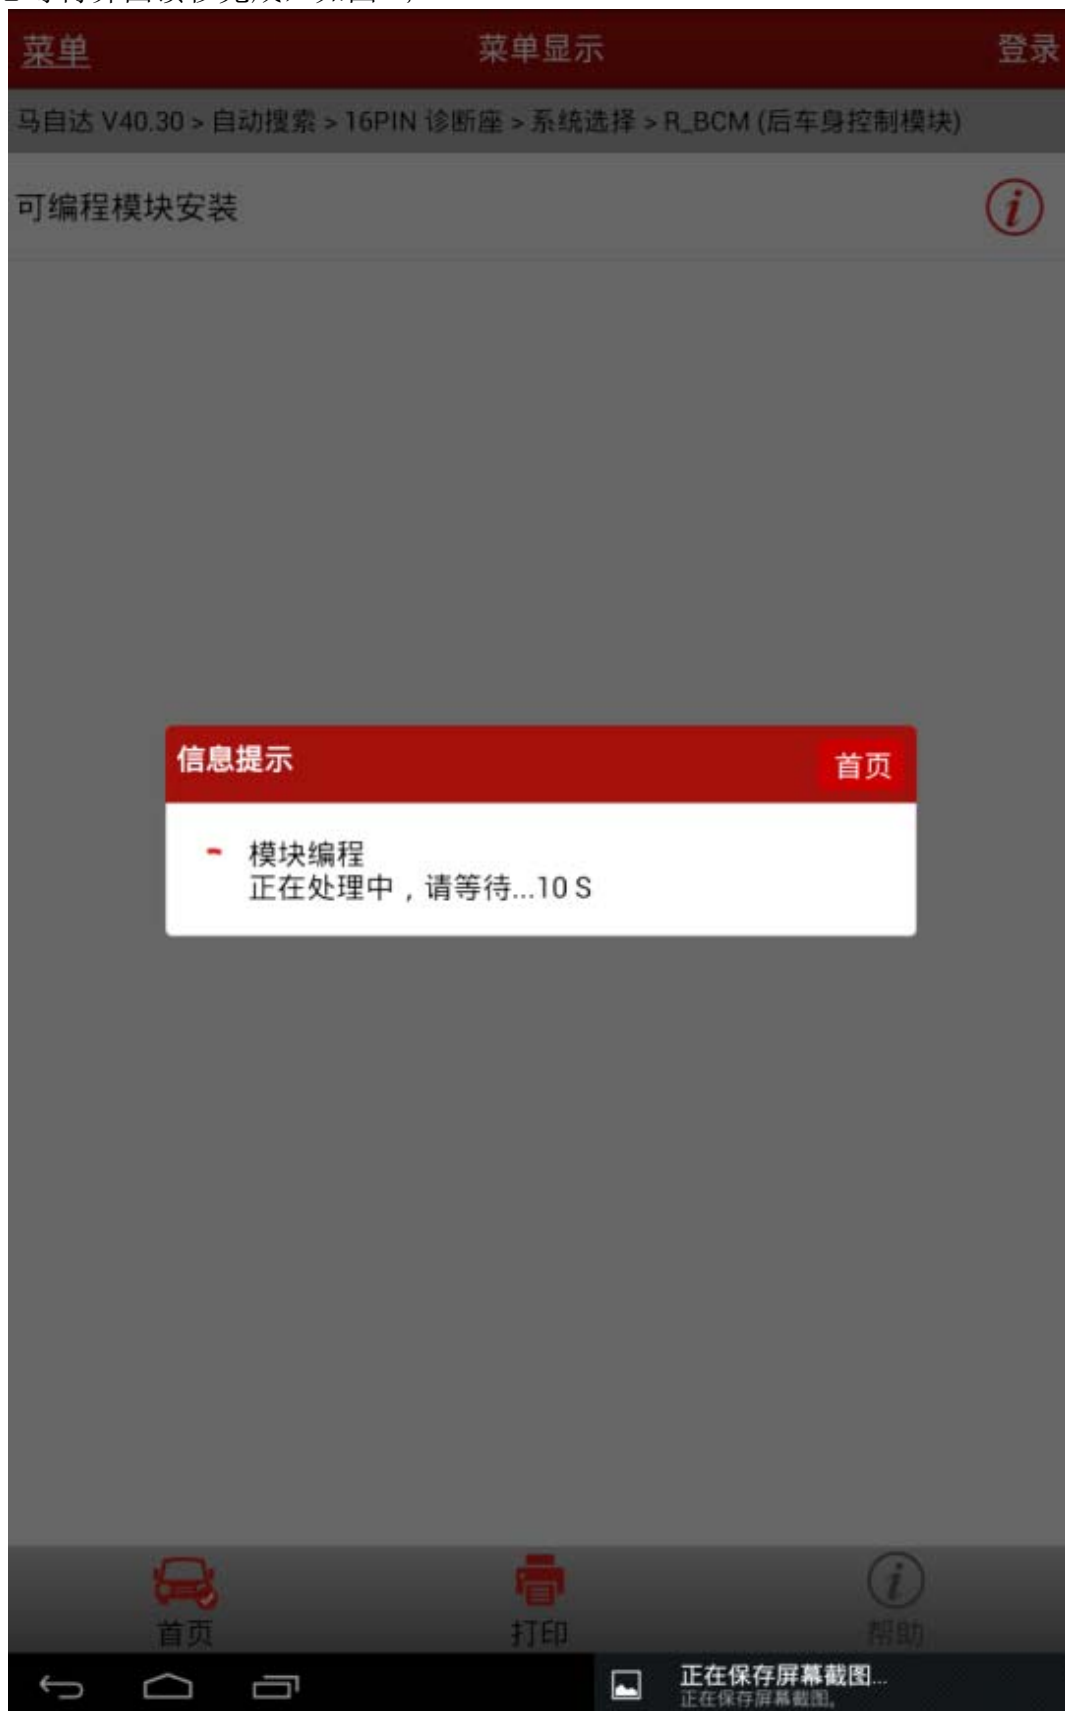 菜单
菜单显示
登录
马自达 V40.30 > 自动搜索 > 16PIN 诊断座 > 系统选择 > R_BCM (后车身控制模块)
可编程模块安装
信息提示
首页
模块编程
正在处理中，请等待...10 S
首页
打印
帮助
正在保存屏幕截图...
正在保存屏幕截图。